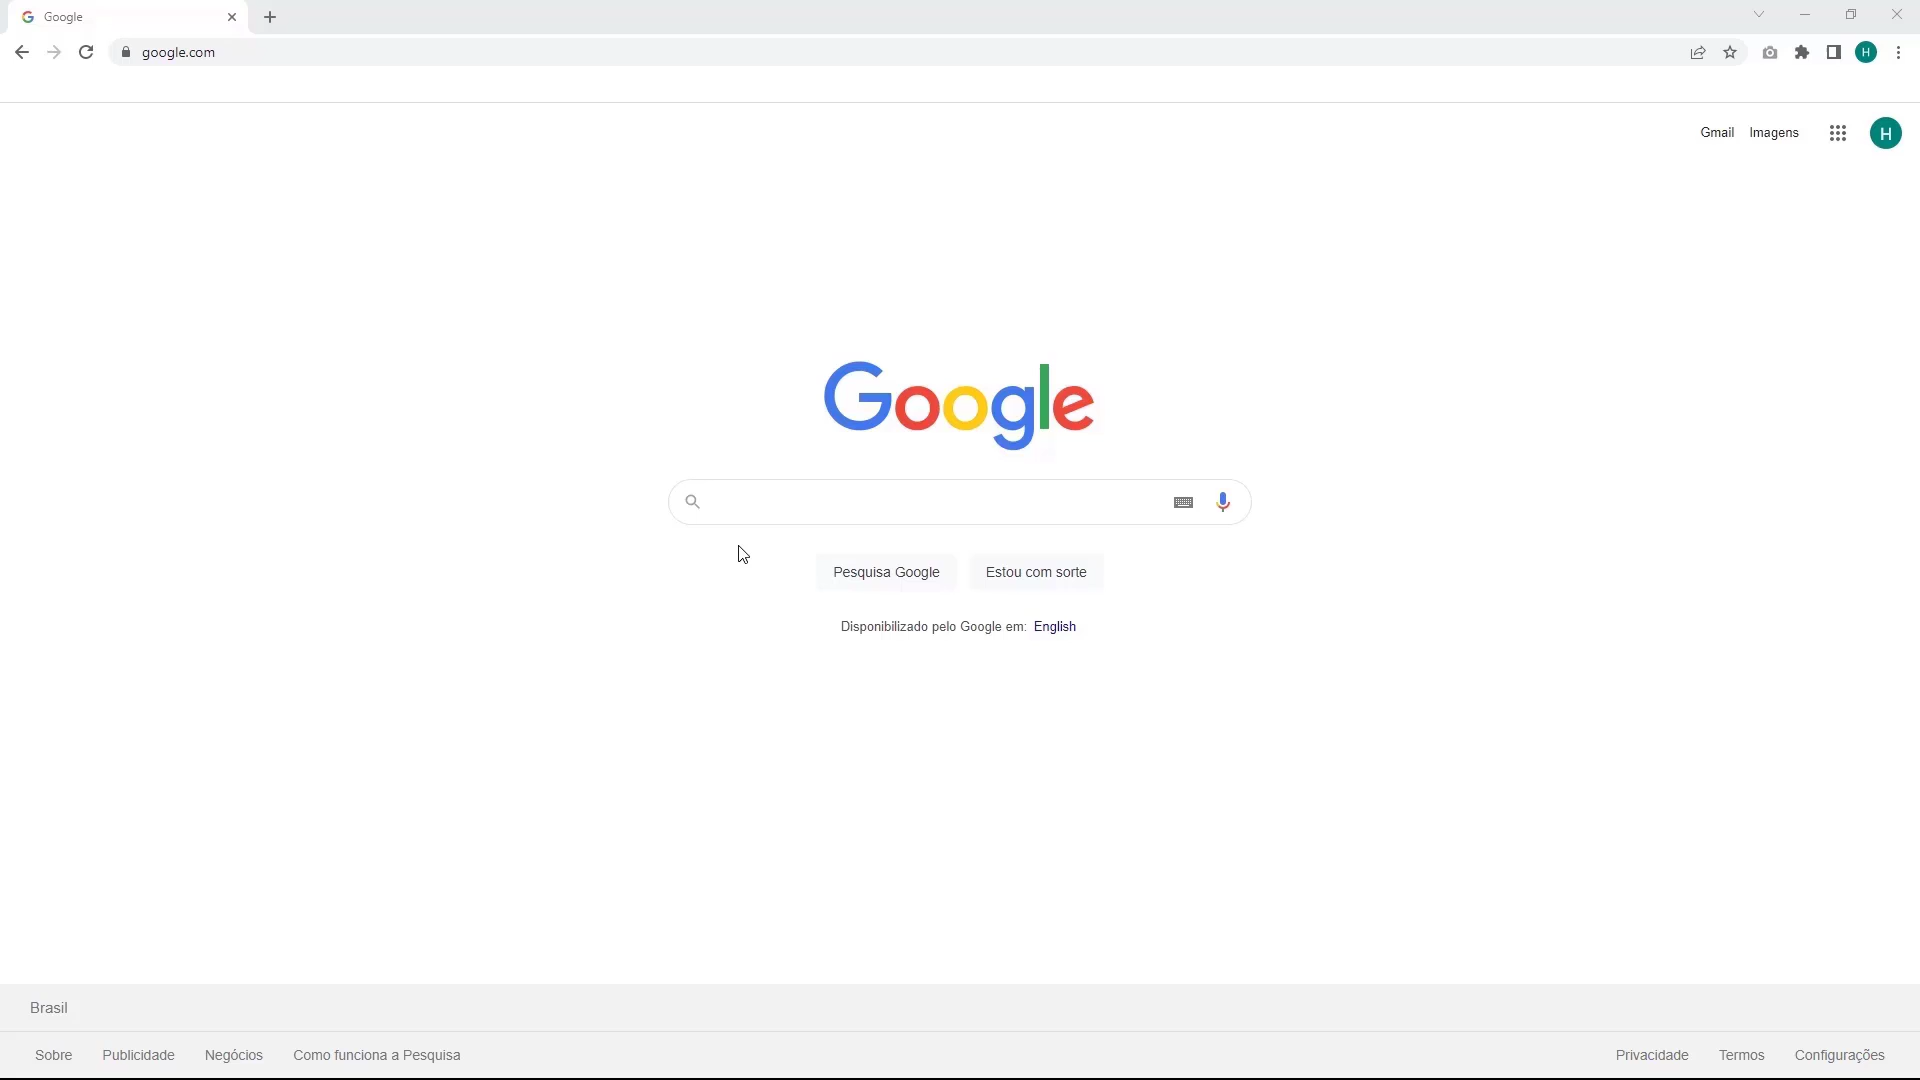 Google
google.com
H
Gmail Imagens
H
Google
Pesquisa Google Estou com sorte
Disponibilizado pelo Google em: English
Brasil
Sobre Publicidade Negócios Como funciona a Pesquisa Privacidade Termos Configurações